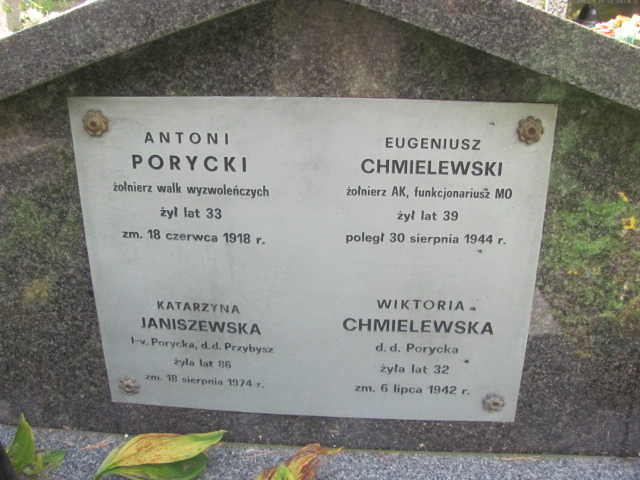 ANTONI
PORYCKI
żołnierz walk wyzwoleńczych
żył lat 33
zm. 18 czerwca 1918 r.
EUGENIUSZ
CHMIELEWSKI
żołnierz AK, funkcjonariusz MO
żył lat 39
poległ 30 sierpnia 1944 r.
KATARZYNA
JANISZEWSKA
I-v. Porycka, d.d. Przybysz
żyła lat 86
zm. 18 sierpnia 1974 r.
WIKTORIA
CHMIELEWSKA
d.d. Porycka
żyła lat 32
zm. 6 lipca 1942 r.